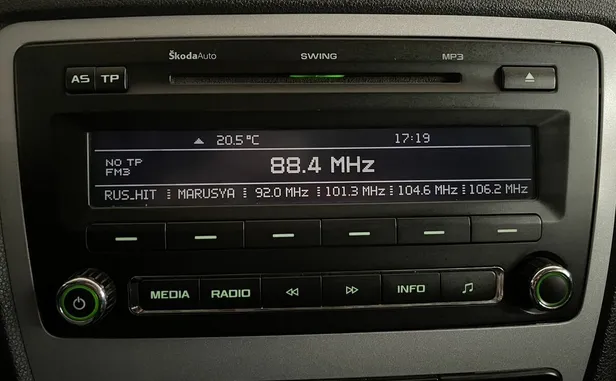 ŠkodaAuto SWING MP3
AS TP
20.5°C 17:19
NO TP
FM3
88.4 MHz
RUS_HIT MARUSYA 92.0 MHz 101.3 MHz 104.6 MHz 106.2 MHz
MEDIA RADIO INFO